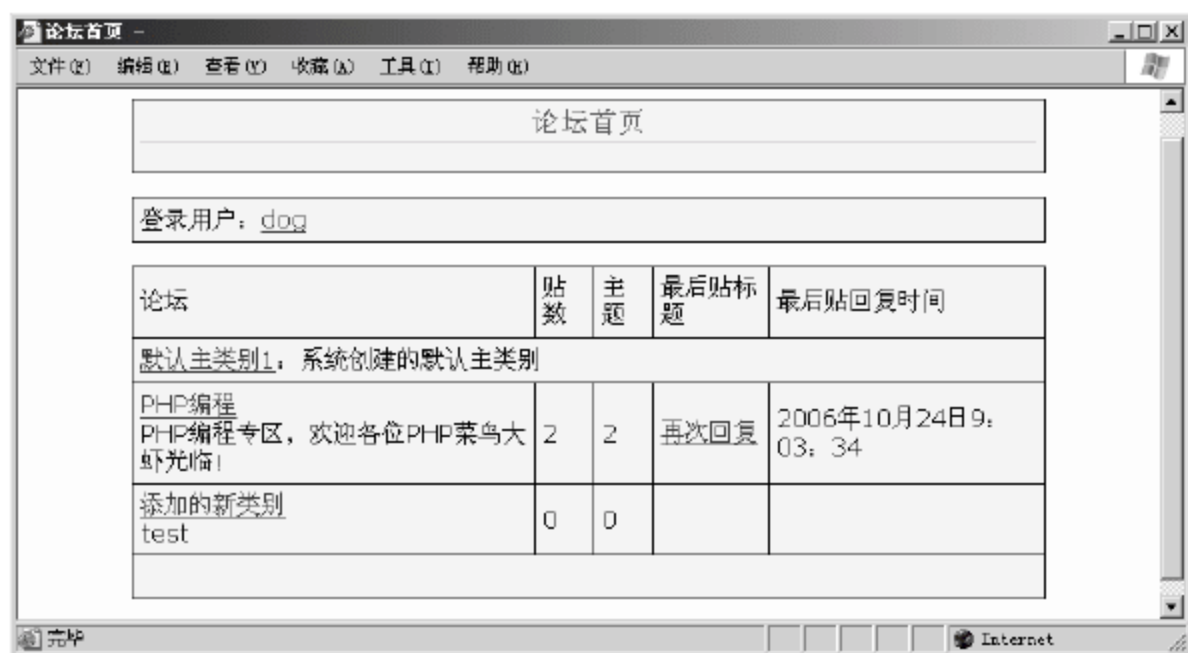 论坛首页 -
文件(F) 编辑(E) 查看(V) 收藏(A) 工具(T) 帮助(H)
论坛首页
登录用户：dog
论坛 贴数 主题 最后贴标题 最后贴回复时间
默认主类别1：系统创建的默认主类别
PHP编程
PHP编程专区，欢迎各位PHP菜鸟大
虾光临！
2 2 再次回复
2006年10月24日9：
03：34
添加的新类别
test
0 0
完毕 Internet